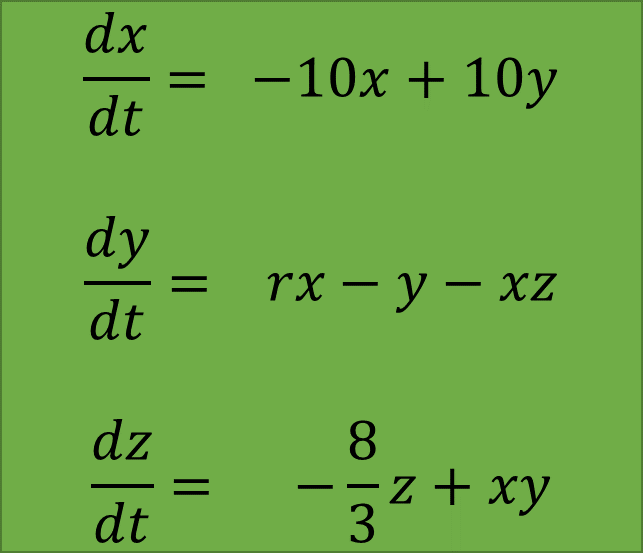 dx/dt = −10x + 10y
dy/dt = rx − y − xz
dz/dt = −8/3 z + xy